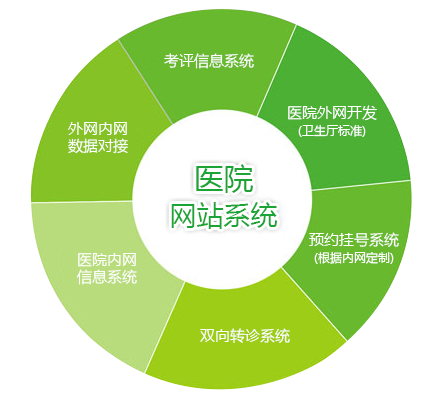 考评信息系统
医院外网开发
(卫生厅标准)
外网内网
数据对接
医院
网站系统
预约挂号系统
(根据内网定制)
医院内网
信息系统
双向转诊系统